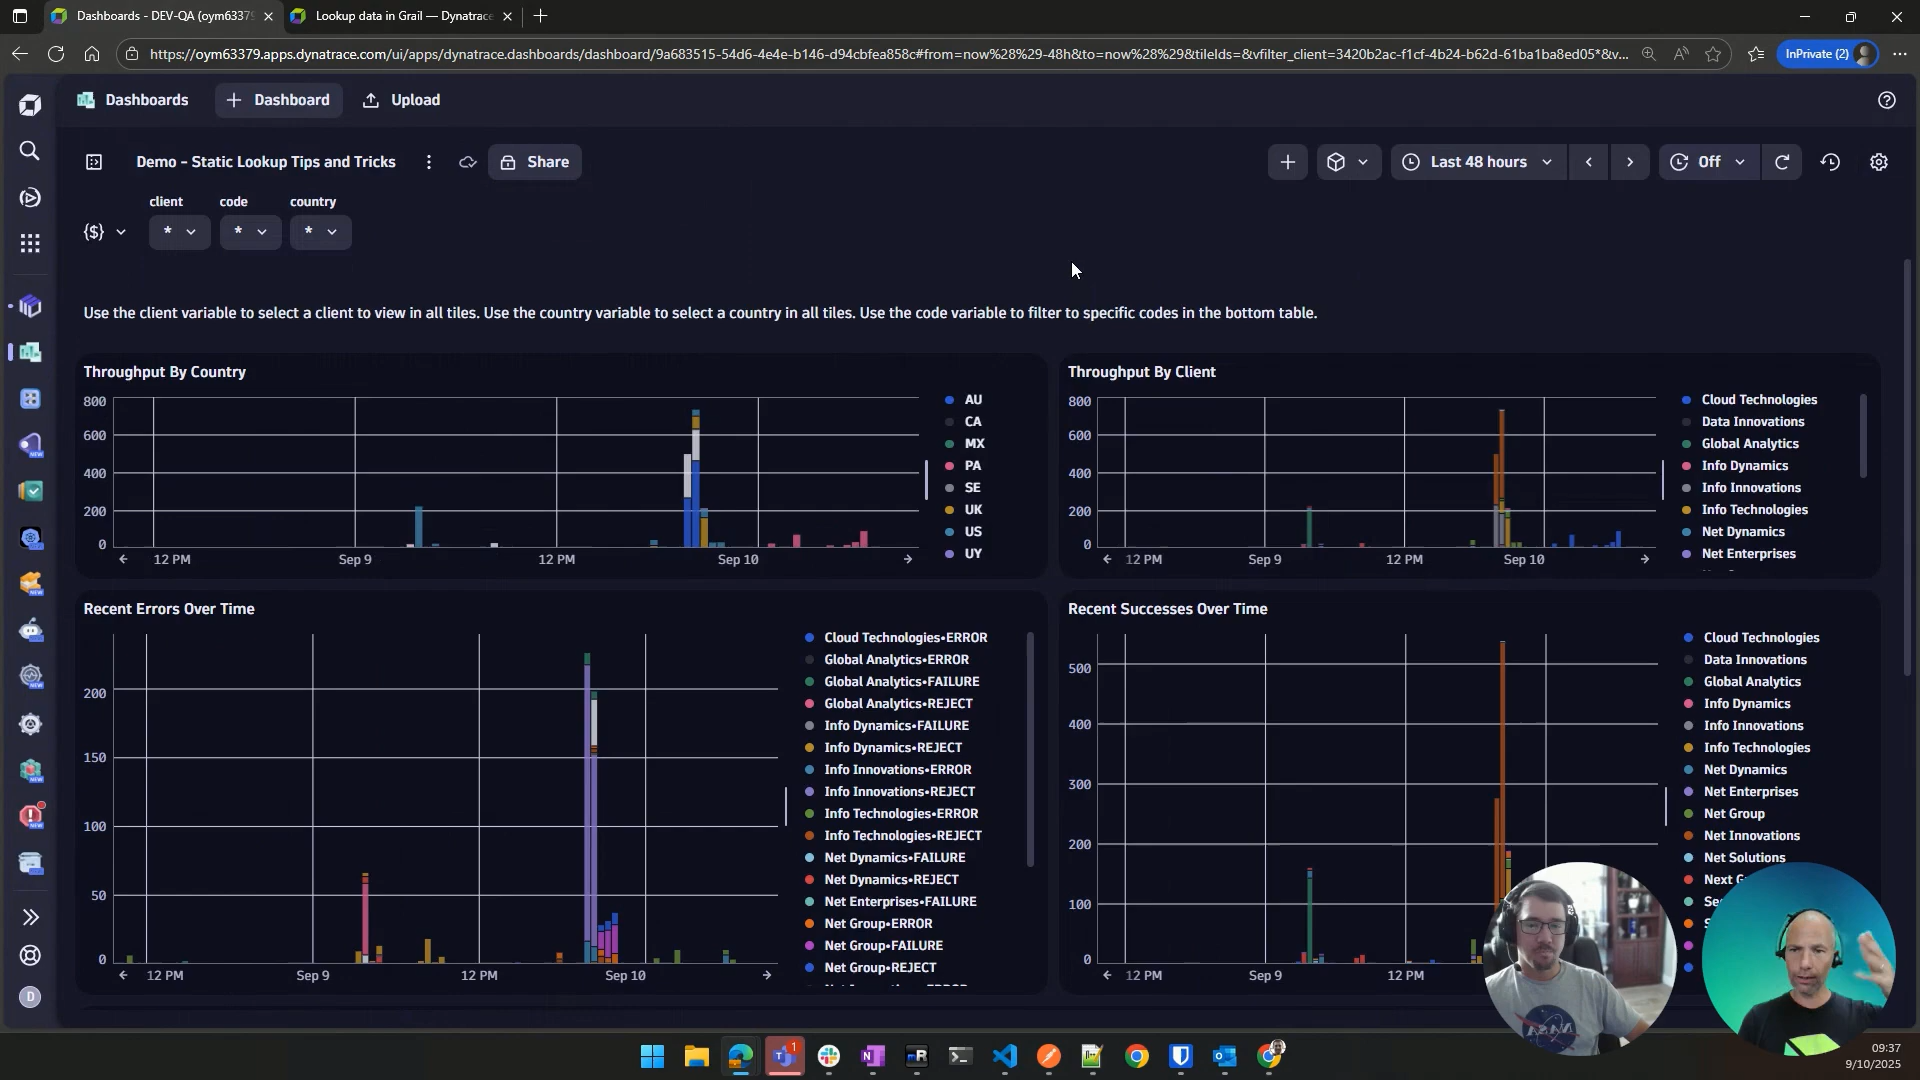 Dashboards - DEV-QA (oym6337
Lookup data in Grail — Dynatrace
https://oym63379.apps.dynatrace.com/ui/apps/dynatrace.dashboards/dashboard/9a683515-54d6-4e4e-b146-d94cbfea858c#from=now%28%29-48h&to=now%28%29&tileIds=&vfilter_client=3420b2ac-f1cf-4b24-b62d-61ba1ba8ed05*&v...
InPrivate (2)
Dashboards
Dashboard
Upload
Demo - Static Lookup Tips and Tricks
Share
Last 48 hours
Off
client code country
{$} * * *
Use the client variable to select a client to view in all tiles. Use the country variable to select a country in all tiles. Use the code variable to filter to specific codes in the bottom table.
Throughput By Country
800
600
400
200
0
12 PM Sep 9 12 PM Sep 10
AU
CA
MX
PA
SE
UK
US
UY
Throughput By Client
800
600
400
200
0
12 PM Sep 9 12 PM Sep 10
Cloud Technologies
Data Innovations
Global Analytics
Info Dynamics
Info Innovations
Info Technologies
Net Dynamics
Net Enterprises
Recent Errors Over Time
200
150
100
50
0
12 PM Sep 9 12 PM Sep 10
Cloud Technologies•ERROR
Global Analytics•ERROR
Global Analytics•FAILURE
Global Analytics•REJECT
Info Dynamics•FAILURE
Info Dynamics•REJECT
Info Innovations•ERROR
Info Innovations•REJECT
Info Technologies•ERROR
Info Technologies•REJECT
Net Dynamics•FAILURE
Net Dynamics•REJECT
Net Enterprises•FAILURE
Net Group•ERROR
Net Group•FAILURE
Net Group•REJECT
Recent Successes Over Time
500
400
300
200
100
0
12 PM Sep 9 12 PM
Cloud Technologies
Data Innovations
Global Analytics
Info Dynamics
Info Innovations
Info Technologies
Net Dynamics
Net Enterprises
Net Group
Net Innovations
Net Solutions
Next G
Se
S
NEW
NEW
NEW
NEW
NEW
NEW
NEW
D
1
NASA
09:37
9/10/2025